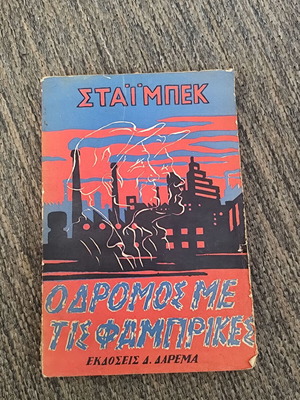 ΣΤΑΪΜΠΕΚ
Ο ΔΡΟΜΟΣ ΜΕ
ΤΙΣ ΦΑΜΠΡΙΚΕΣ
ΕΚΔΟΣΕΙΣ Δ. ΔΑΡΕΜΑ